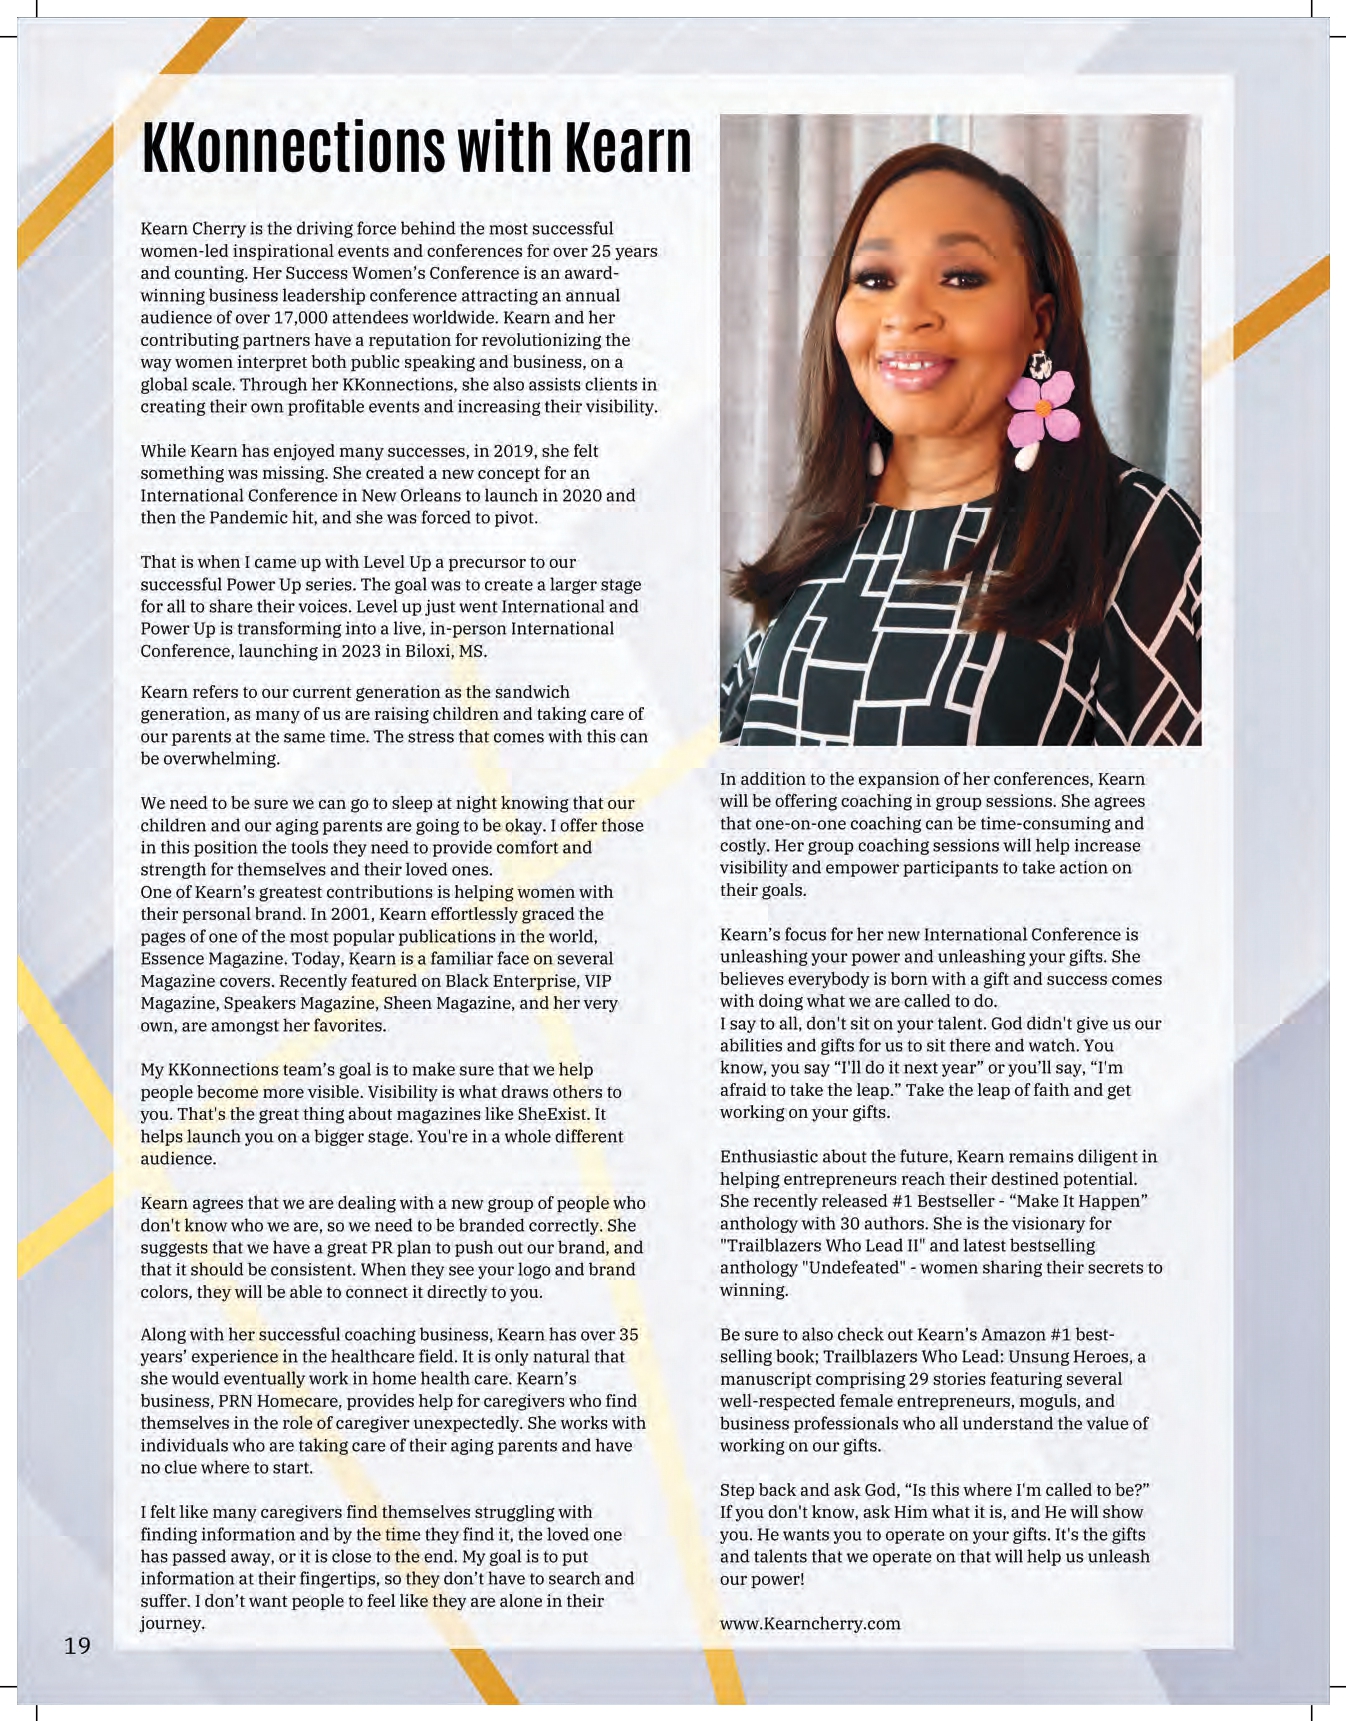 KKonnections with Kearn
Kearn Cherry is the driving force behind the most successful
women-led inspirational events and conferences for over 25 years
and counting. Her Success Women’s Conference is an award-
winning business leadership conference attracting an annual
audience of over 17,000 attendees worldwide. Kearn and her
contributing partners have a reputation for revolutionizing the
way women interpret both public speaking and business, on a
global scale. Through her KKonnections, she also assists clients in
creating their own profitable events and increasing their visibility.
While Kearn has enjoyed many successes, in 2019, she felt
something was missing. She created a new concept for an
International Conference in New Orleans to launch in 2020 and
then the Pandemic hit, and she was forced to pivot.
That is when I came up with Level Up a precursor to our
successful Power Up series. The goal was to create a larger stage
for all to share their voices. Level up just went International and
Power Up is transforming into a live, in-person International
Conference, launching in 2023 in Biloxi, MS.
Kearn refers to our current generation as the sandwich
generation, as many of us are raising children and taking care of
our parents at the same time. The stress that comes with this can
be overwhelming.
We need to be sure we can go to sleep at night knowing that our
children and our aging parents are going to be okay. I offer those
in this position the tools they need to provide comfort and
strength for themselves and their loved ones.
One of Kearn’s greatest contributions is helping women with
their personal brand. In 2001, Kearn effortlessly graced the
pages of one of the most popular publications in the world,
Essence Magazine. Today, Kearn is a familiar face on several
Magazine covers. Recently featured on Black Enterprise, VIP
Magazine, Speakers Magazine, Sheen Magazine, and her very
own, are amongst her favorites.
My KKonnections team’s goal is to make sure that we help
people become more visible. Visibility is what draws others to
you. That's the great thing about magazines like SheExist. It
helps launch you on a bigger stage. You're in a whole different
audience.
Kearn agrees that we are dealing with a new group of people who
don't know who we are, so we need to be branded correctly. She
suggests that we have a great PR plan to push out our brand, and
that it should be consistent. When they see your logo and brand
colors, they will be able to connect it directly to you.
Along with her successful coaching business, Kearn has over 35
years’ experience in the healthcare field. It is only natural that
she would eventually work in home health care. Kearn’s
business, PRN Homecare, provides help for caregivers who find
themselves in the role of caregiver unexpectedly. She works with
individuals who are taking care of their aging parents and have
no clue where to start.
I felt like many caregivers find themselves struggling with
finding information and by the time they find it, the loved one
has passed away, or it is close to the end. My goal is to put
information at their fingertips, so they don’t have to search and
suffer. I don’t want people to feel like they are alone in their
journey.
In addition to the expansion of her conferences, Kearn
will be offering coaching in group sessions. She agrees
that one-on-one coaching can be time-consuming and
costly. Her group coaching sessions will help increase
visibility and empower participants to take action on
their goals.
Kearn’s focus for her new International Conference is
unleashing your power and unleashing your gifts. She
believes everybody is born with a gift and success comes
with doing what we are called to do.
I say to all, don't sit on your talent. God didn't give us our
abilities and gifts for us to sit there and watch. You
know, you say “I'll do it next year” or you’ll say, “I'm
afraid to take the leap.” Take the leap of faith and get
working on your gifts.
Enthusiastic about the future, Kearn remains diligent in
helping entrepreneurs reach their destined potential.
She recently released #1 Bestseller - “Make It Happen”
anthology with 30 authors. She is the visionary for
"Trailblazers Who Lead II" and latest bestselling
anthology "Undefeated" - women sharing their secrets to
winning.
Be sure to also check out Kearn’s Amazon #1 best-
selling book; Trailblazers Who Lead: Unsung Heroes, a
manuscript comprising 29 stories featuring several
well-respected female entrepreneurs, moguls, and
business professionals who all understand the value of
working on our gifts.
Step back and ask God, “Is this where I'm called to be?”
If you don't know, ask Him what it is, and He will show
you. He wants you to operate on your gifts. It's the gifts
and talents that we operate on that will help us unleash
our power!
www.Kearncherry.com
19